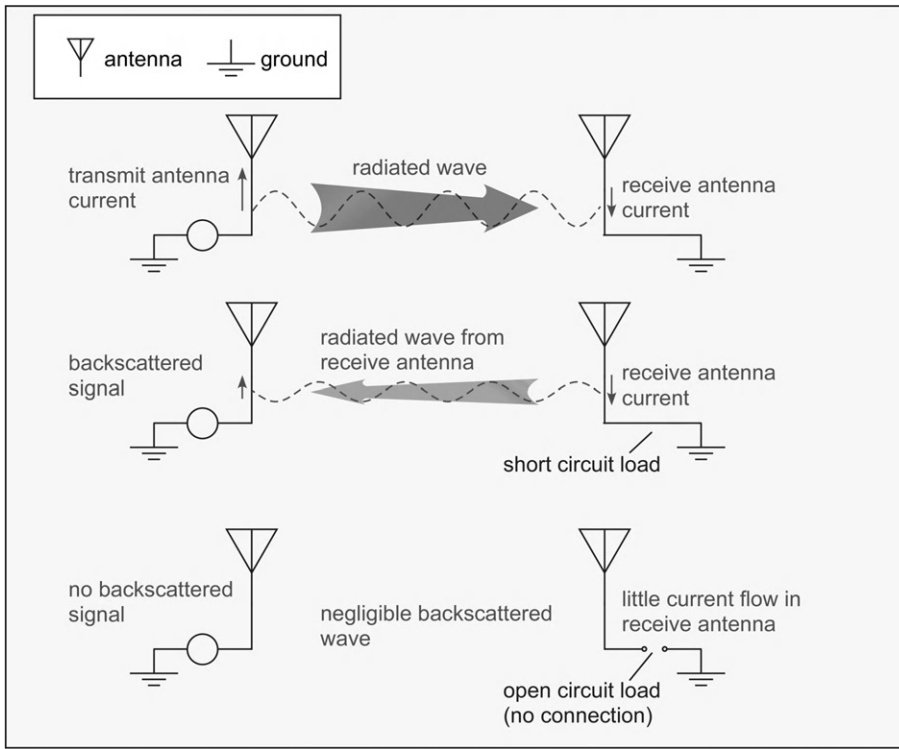 antenna
ground
transmit antenna
current
radiated wave
receive antenna
current
backscattered
signal
radiated wave from
receive antenna
receive antenna
current
short circuit load
no backscattered
signal
negligible backscattered
wave
little current flow in
receive antenna
open circuit load
(no connection)